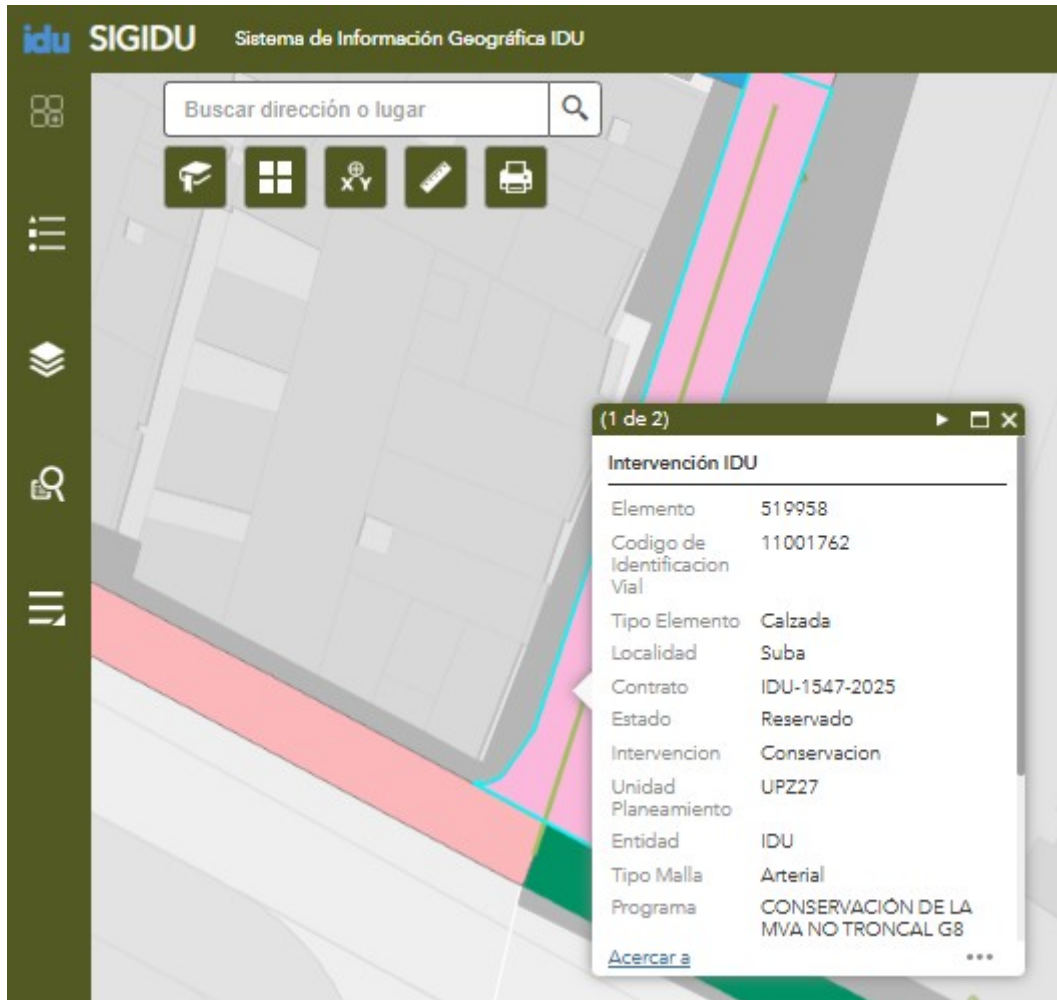 idu SIGIDU Sistema de Información Geográfica IDU
Buscar dirección o lugar
X Y
(1 de 2)
Intervención IDU
Elemento 519958
Codigo de 11001762
Identificacion
Vial
Tipo Elemento Calzada
Localidad Suba
Contrato IDU-1547-2025
Estado Reservado
Intervencion Conservacion
Unidad UPZ27
Planeamiento
Entidad IDU
Tipo Malla Arterial
Programa CONSERVACIÓN DE LA
MVA NO TRONCAL G8
Acercar a